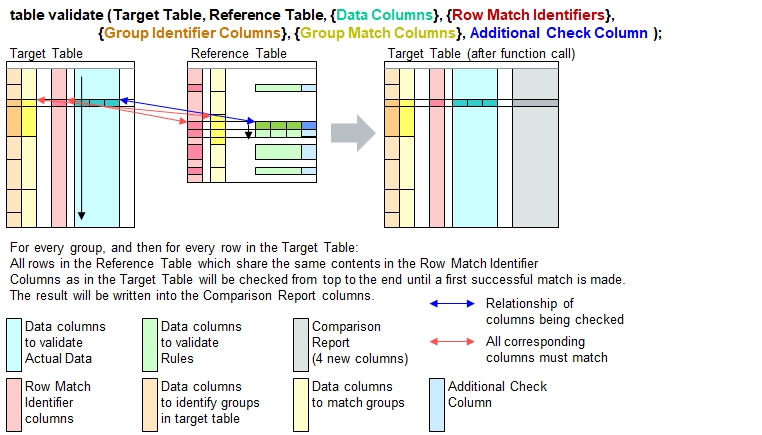 table validate (Target Table, Reference Table, {Data Columns}, {Row Match Identifiers},
{Group Identifier Columns}, {Group Match Columns}, Additional Check Column );
Target Table
Reference Table
Target Table (after function call)
For every group, and then for every row in the Target Table:
All rows in the Reference Table which share the same contents in the Row Match Identifier
Columns as in the Target Table will be checked from top to the end until a first successful match is made.
The result will be written into the Comparison Report columns.
Relationship of
columns being checked
All corresponding
columns must match
Data columns
to validate
Actual Data
Data columns
to validate
Rules
Comparison
Report
(4 new columns)
Row Match
Identifier
columns
Data columns
to identify groups
in target table
Data columns
to match groups
Additional Check
Column